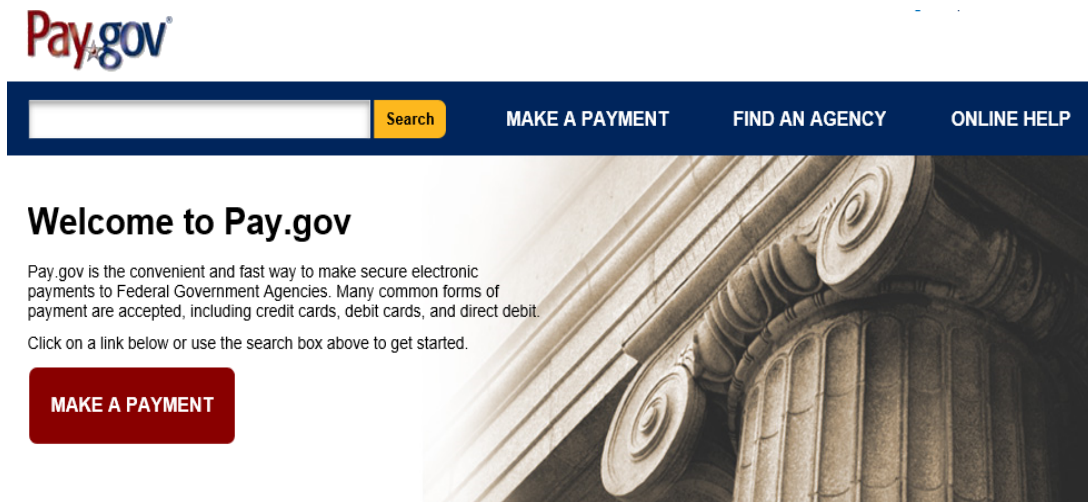 Pay.gov®
Search
MAKE A PAYMENT
FIND AN AGENCY
ONLINE HELP
Welcome to Pay.gov
Pay.gov is the convenient and fast way to make secure electronic
payments to Federal Government Agencies. Many common forms of
payment are accepted, including credit cards, debit cards, and direct debit.
Click on a link below or use the search box above to get started.
MAKE A PAYMENT